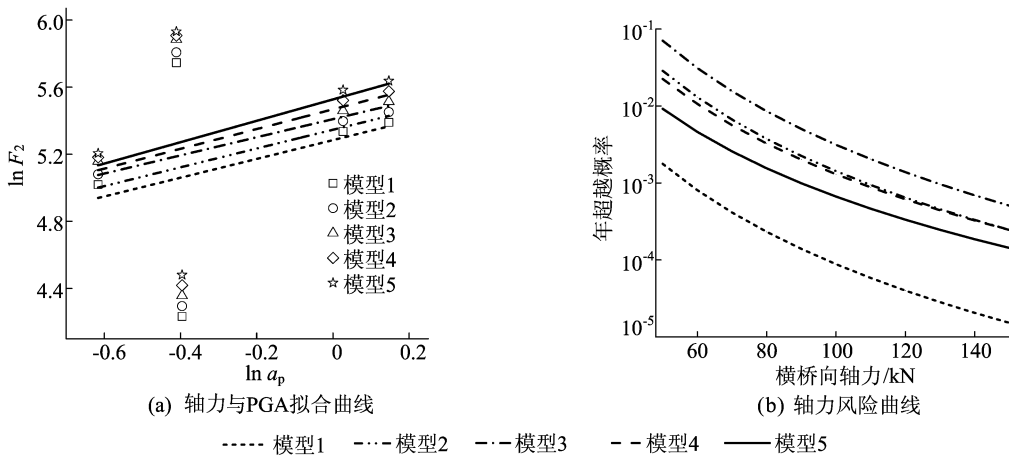 6.0
5.6
5.2
4.8
4.4
ln F2
模型1
模型2
模型3
模型4
模型5
-0.6
-0.4
-0.2
0
0.2
ln ap
(a) 轴力与PGA拟合曲线
10-1
10-2
10-3
10-4
10-5
年超越概率
60
80
100
120
140
横桥向轴力/kN
(b) 轴力风险曲线
模型1
模型2
模型3
模型4
模型5